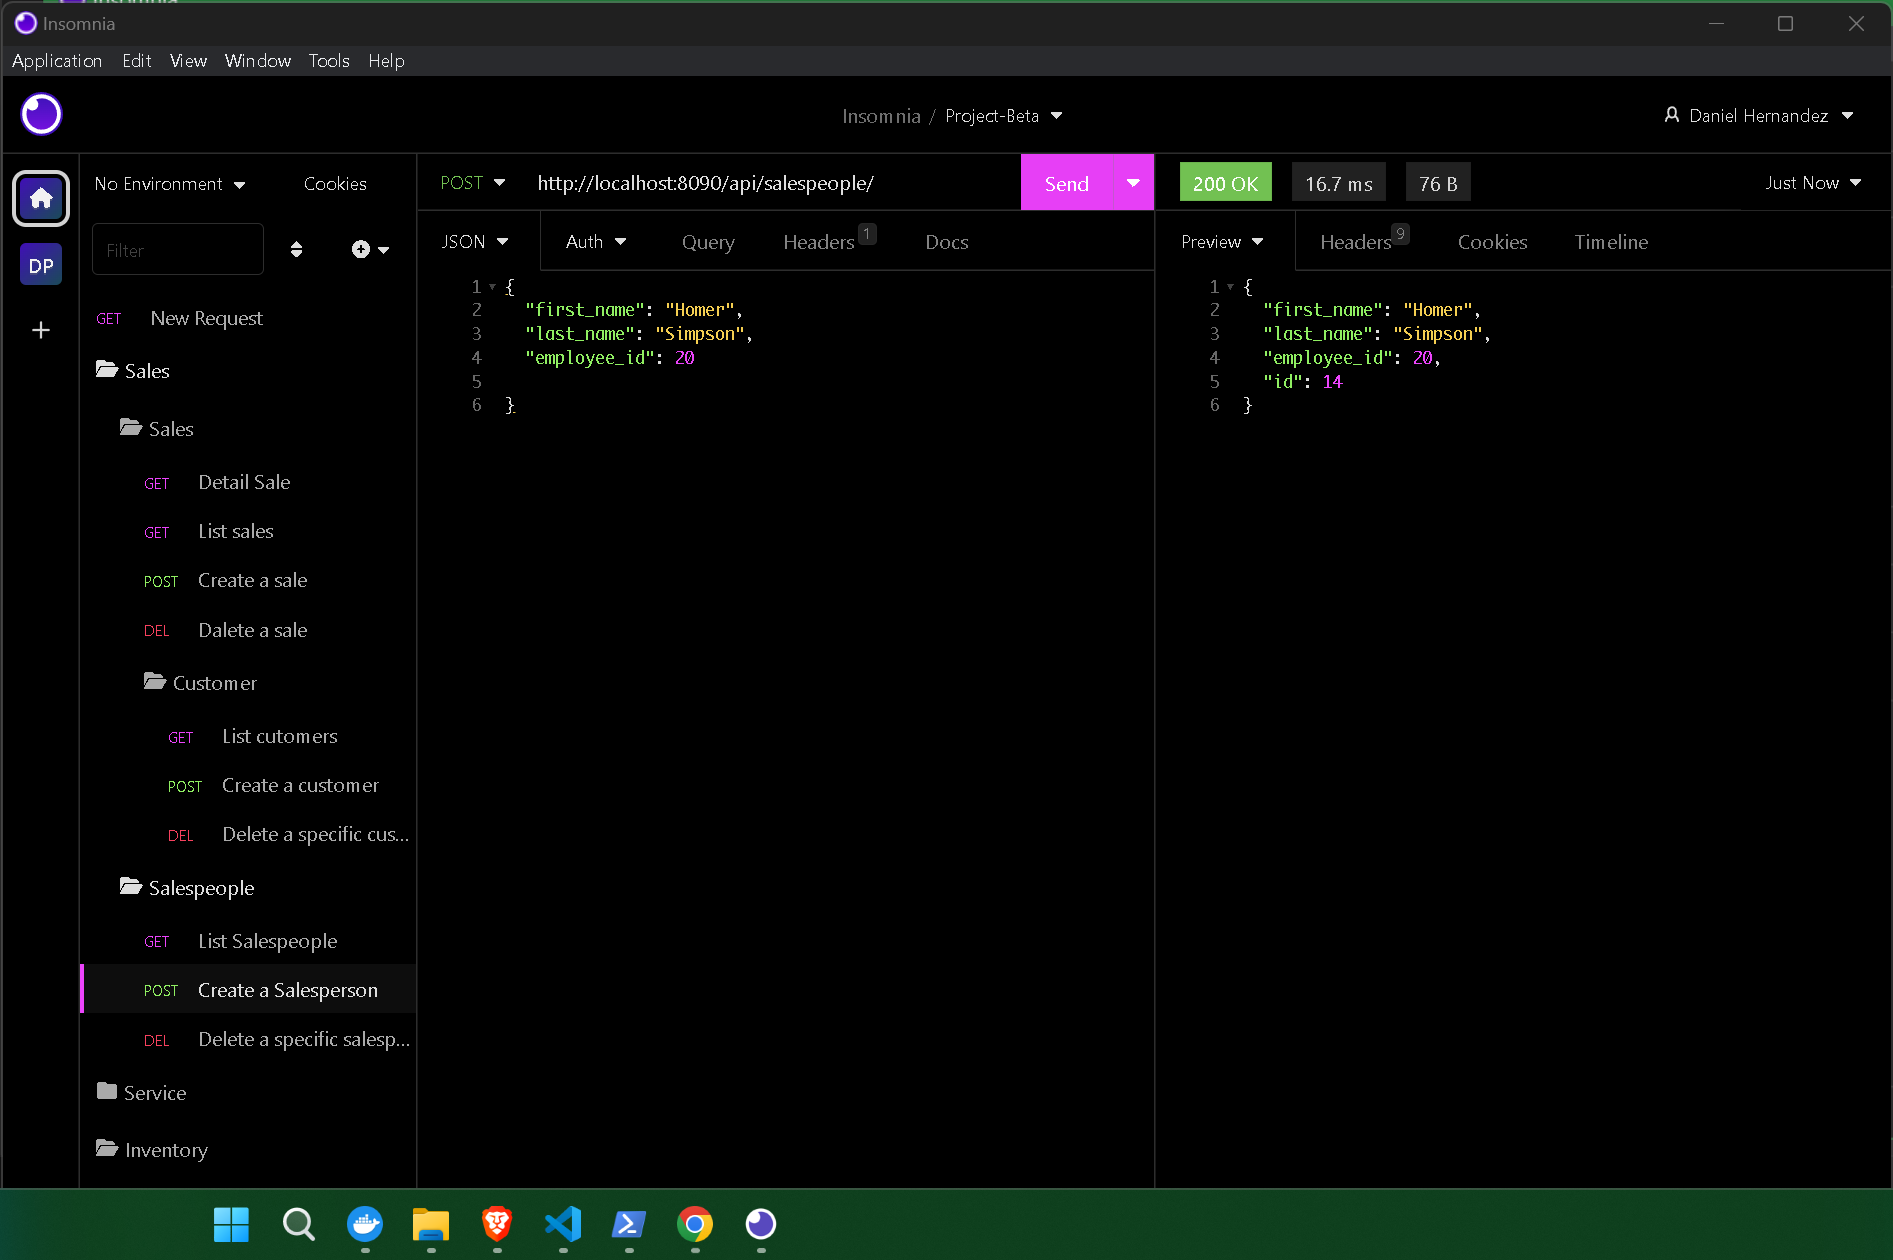 Insomnia
Application Edit View Window Tools Help
Insomnia / Project-Beta
Daniel Hernandez
DP
No Environment Cookies
Filter
GET New Request
Sales
Sales
GET Detail Sale
GET List sales
POST Create a sale
DEL Dalete a sale
Customer
GET List cutomers
POST Create a customer
DEL Delete a specific cus...
Salespeople
GET List Salespeople
POST Create a Salesperson
DEL Delete a specific salesp...
Service
Inventory
POST http://localhost:8090/api/salespeople/ Send
JSON Auth Query Headers 1 Docs
1 {
2 "first_name": "Homer",
3 "last_name": "Simpson",
4 "employee_id": 20
5
6 }
200 OK 16.7 ms 76 B Just Now
Preview Headers 9 Cookies Timeline
1 {
2 "first_name": "Homer",
3 "last_name": "Simpson",
4 "employee_id": 20,
5 "id": 14
6 }